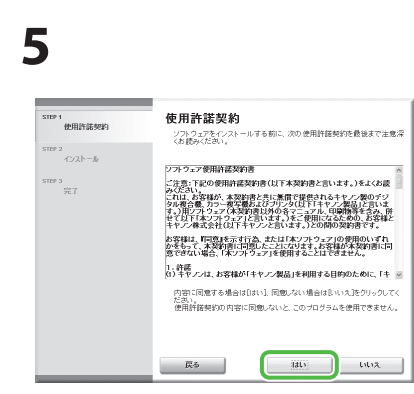 5
STEP 1
使用許諾契約
STEP 2
インストール
STEP 3
完了
使用許諾契約
ソフトウェアをインストールする前に、次の使用許諾契約を最後まで注意深
くお読みください。
ソフトウェア使用許諾契約書
ご注意：下記の使用許諾契約書(以下本契約書と言います。)をよくお読
みください。
これは、お客様が、本契約書と共に無償で提供されるキヤノン製のデジ
タル複合機、カラー複写機およびプリンタ(以下「キヤノン製品」と言いま
す。)用ソフトウェア(本契約書以外の各マニュアル、印刷物等を含み、併
せて以下「本ソフトウェア」と言います。)をご使用になるための、お客様と
キヤノン株式会社(以下キヤノンと言います。)との間の契約書です。
お客様は、「同意」を示す行為、または「本ソフトウェア」の使用のいずれ
かをもって、本契約書に同意したことになります。お客様が本契約書に同
意できない場合、「本ソフトウェア」を使用することはできません。
1. 許諾
(1) キヤノンは、お客様が「キヤノン製品」を利用する目的のために、「キ
内容に同意する場合は[はい]、同意しない場合は[いいえ]をクリックしてく
ださい。
使用許諾契約の内容に同意しないと、このプログラムを使用できません。
戻る
はい
いいえ